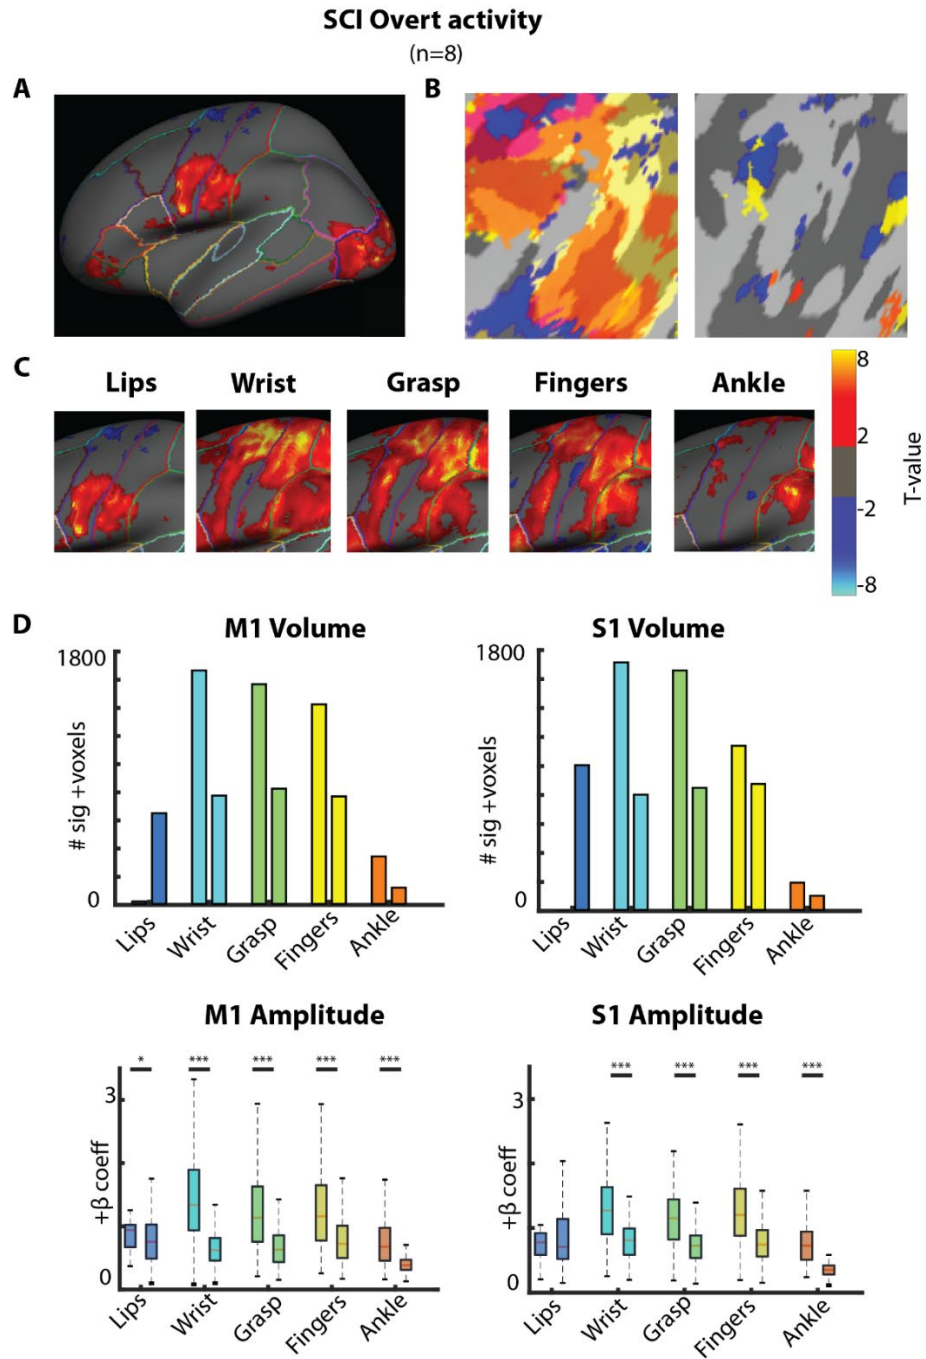 SCI Overt activity
(n=8)
A
B
C
Lips
Wrist
Grasp
Fingers
Ankle
8
2
-2
-8
T-value
D
M1 Volume
1800
# sig +voxels
0
Lips
Wrist
Grasp
Fingers
Ankle
S1 Volume
1800
# sig +voxels
0
Lips
Wrist
Grasp
Fingers
Ankle
M1 Amplitude
* *** *** *** ***
3
+β coeff
0
Lips
Wrist
Grasp
Fingers
Ankle
S1 Amplitude
*** *** *** ***
3
+β coeff
0
Lips
Wrist
Grasp
Fingers
Ankle